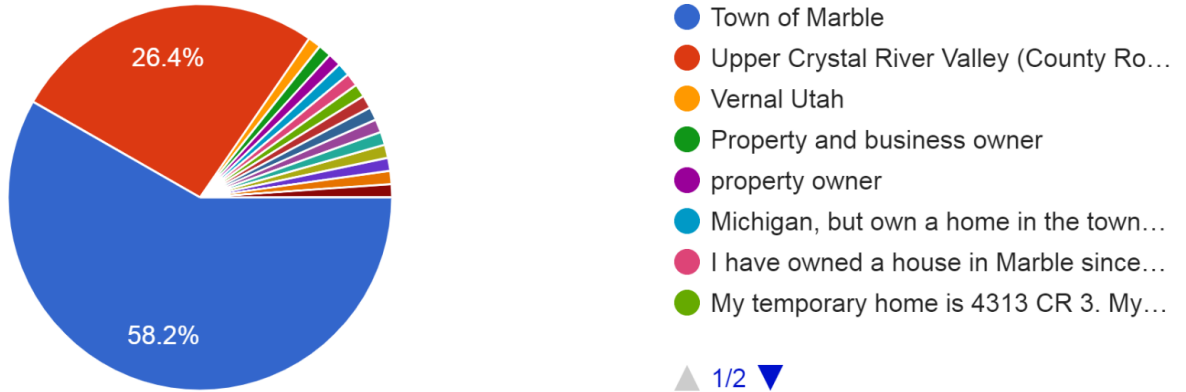 26.4%
58.2%
Town of Marble
Upper Crystal River Valley (County Ro…
Vernal Utah
Property and business owner
property owner
Michigan, but own a home in the town…
I have owned a house in Marble since…
My temporary home is 4313 CR 3. My…
1/2